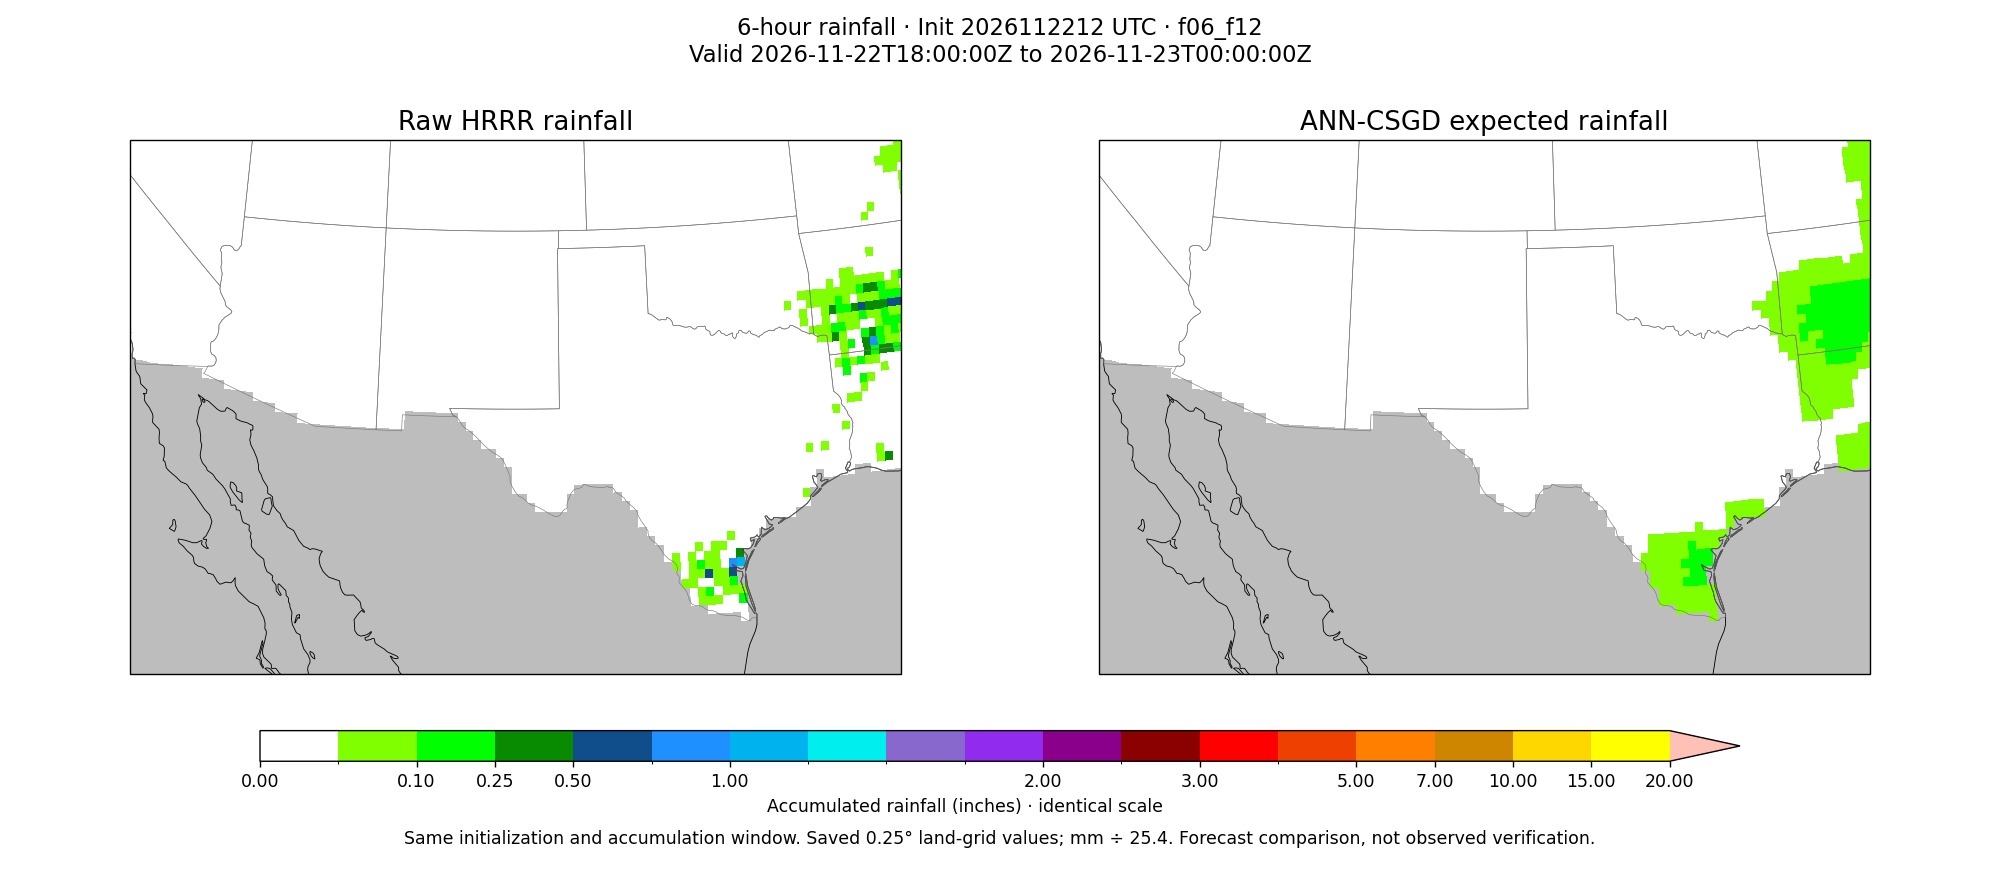 6-hour rainfall · Init 2026112212 UTC · f06_f12
Valid 2026-11-22T18:00:00Z to 2026-11-23T00:00:00Z
Raw HRRR rainfall
ANN-CSGD expected rainfall
0.00 0.10 0.25 0.50 1.00 2.00 3.00 5.00 7.00 10.00 15.00 20.00
Accumulated rainfall (inches) · identical scale
Same initialization and accumulation window. Saved 0.25° land-grid values; mm ÷ 25.4. Forecast comparison, not observed verification.